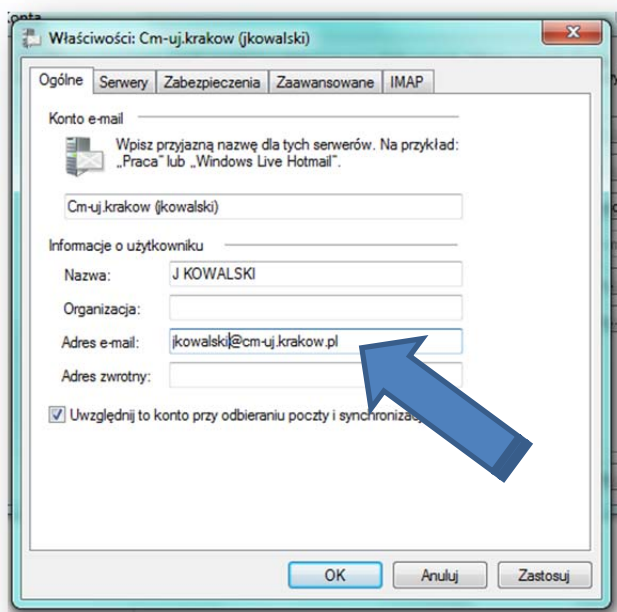 Konta
Właściwości: Cm-uj.krakow (jkowalski)
Ogólne Serwery Zabezpieczenia Zaawansowane IMAP
Konto e-mail
Wpisz przyjazną nazwę dla tych serwerów. Na przykład:
„Praca” lub „Windows Live Hotmail”.
Cm-uj.krakow (jkowalski)
Informacje o użytkowniku
Nazwa: J KOWALSKI
Organizacja:
Adres e-mail: jkowalski@cm-uj.krakow.pl
Adres zwrotny:
Uwzględnij to konto przy odbieraniu poczty i
OK Anuluj Zastosuj